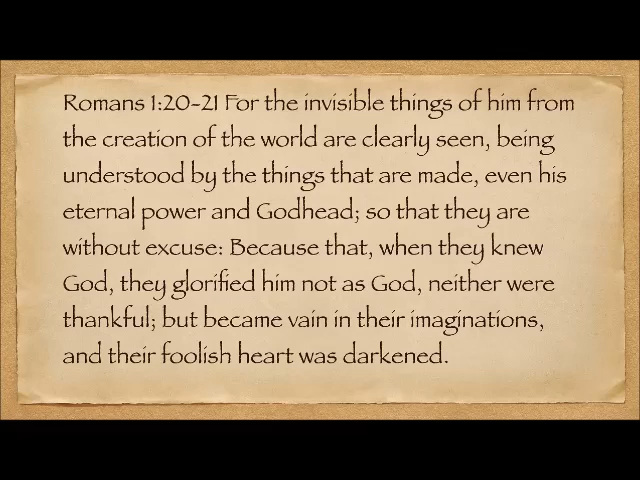 Romans 1:20-21 For the invisible things of him from
the creation of the world are clearly seen, being
understood by the things that are made, even his
eternal power and Godhead; so that they are
without excuse: Because that, when they knew
God, they glorified him not as God, neither were
thankful; but became vain in their imaginations,
and their foolish heart was darkened.